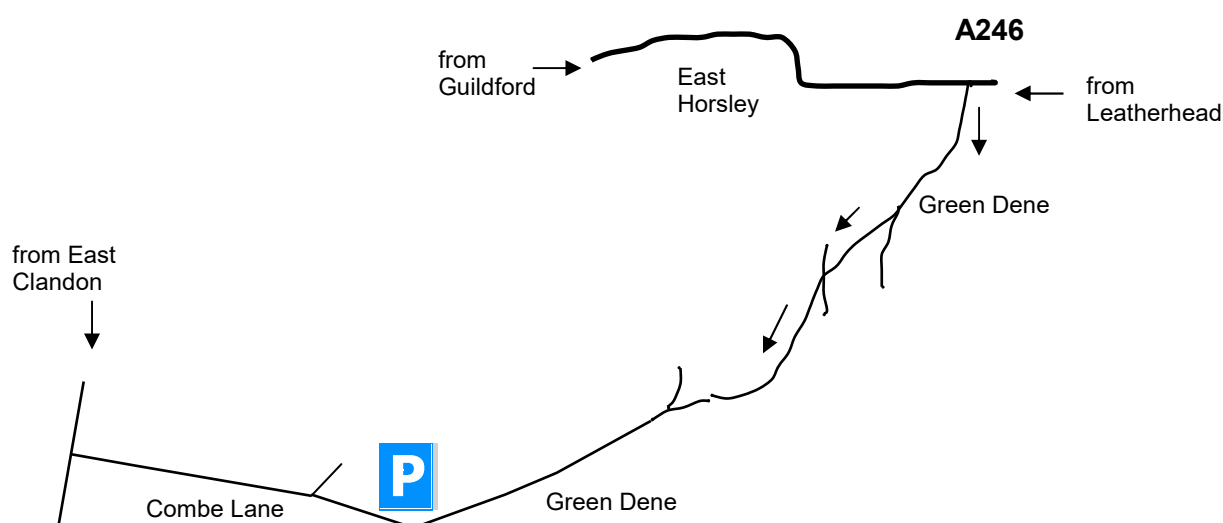 A246
from
Guildford
East
Horsley
from
Leatherhead
Green Dene
from East
Clandon
P
Green Dene
Combe Lane